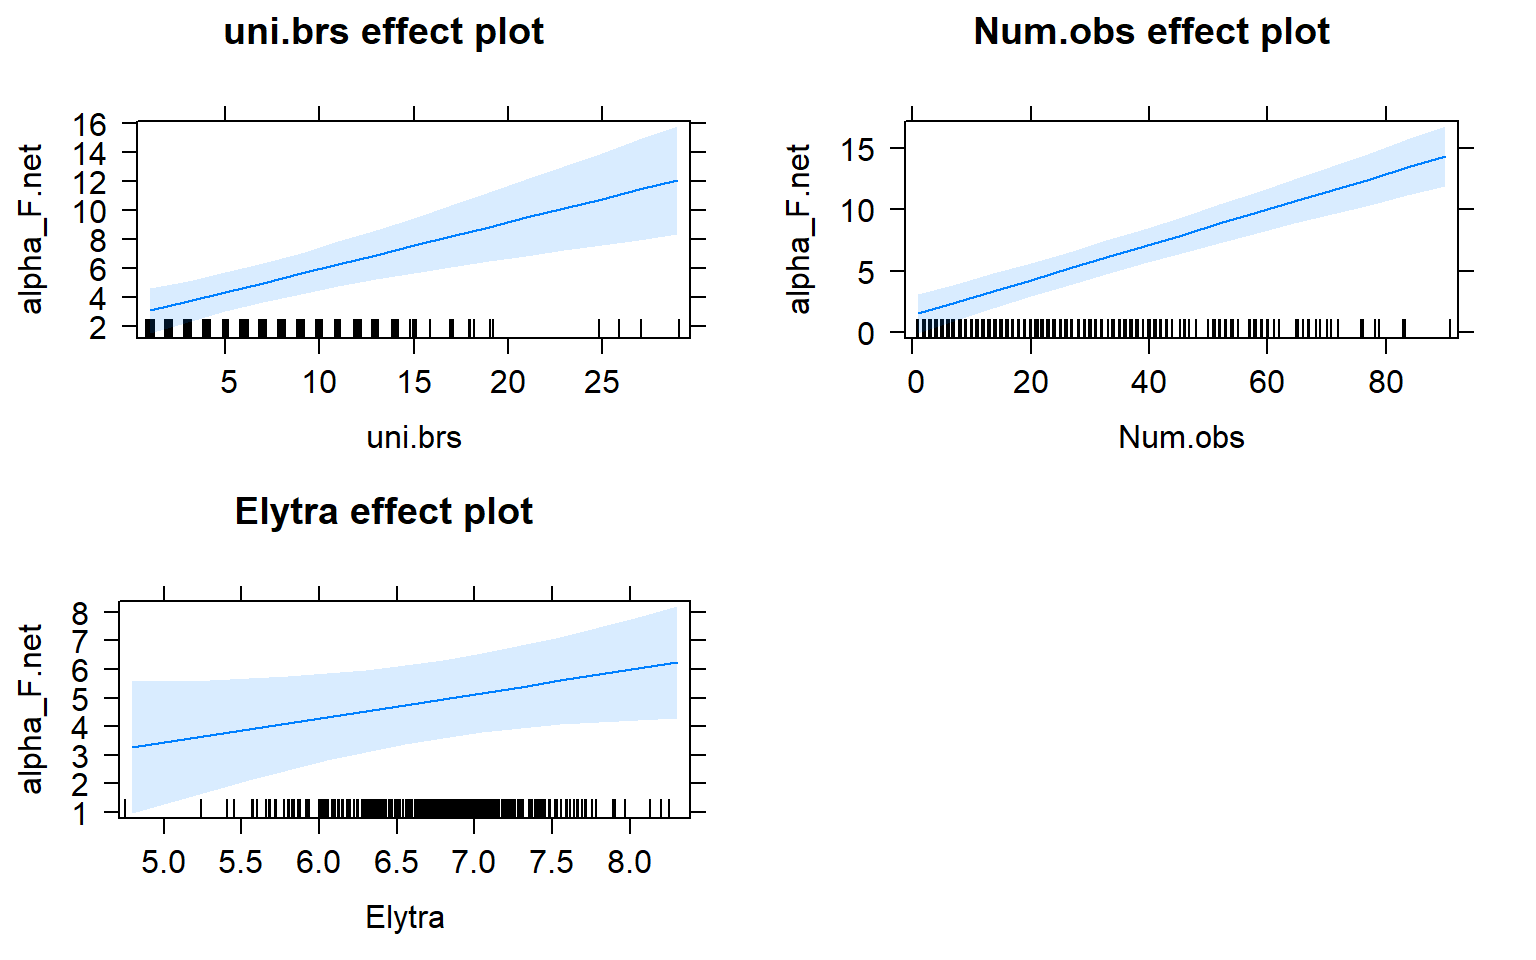 uni.brs effect plot
alpha_F.net
16
14
12
10
8
6
4
2
5 10 15 20 25
uni.brs
Num.obs effect plot
alpha_F.net
15
10
5
0
0 20 40 60 80
Num.obs
Elytra effect plot
alpha_F.net
8
7
6
5
4
3
2
1
5.0 5.5 6.0 6.5 7.0 7.5 8.0
Elytra